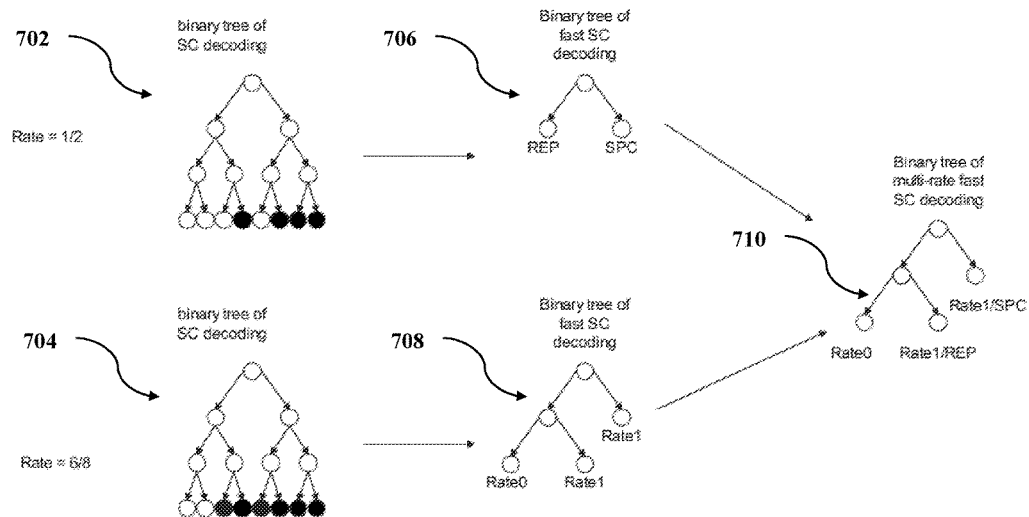 702
binary tree of
SC decoding
706
Binary tree of
fast SC
decoding
Rate = 1/2
REP
SPC
Binary tree of
multi-rate fast
SC decoding
710
Rate1/SPC
Rate0
Rate1/REP
704
binary tree of
SC decoding
708
Binary tree of
fast SC
decoding
Rate1
Rate = 6/8
Rate0
Rate1